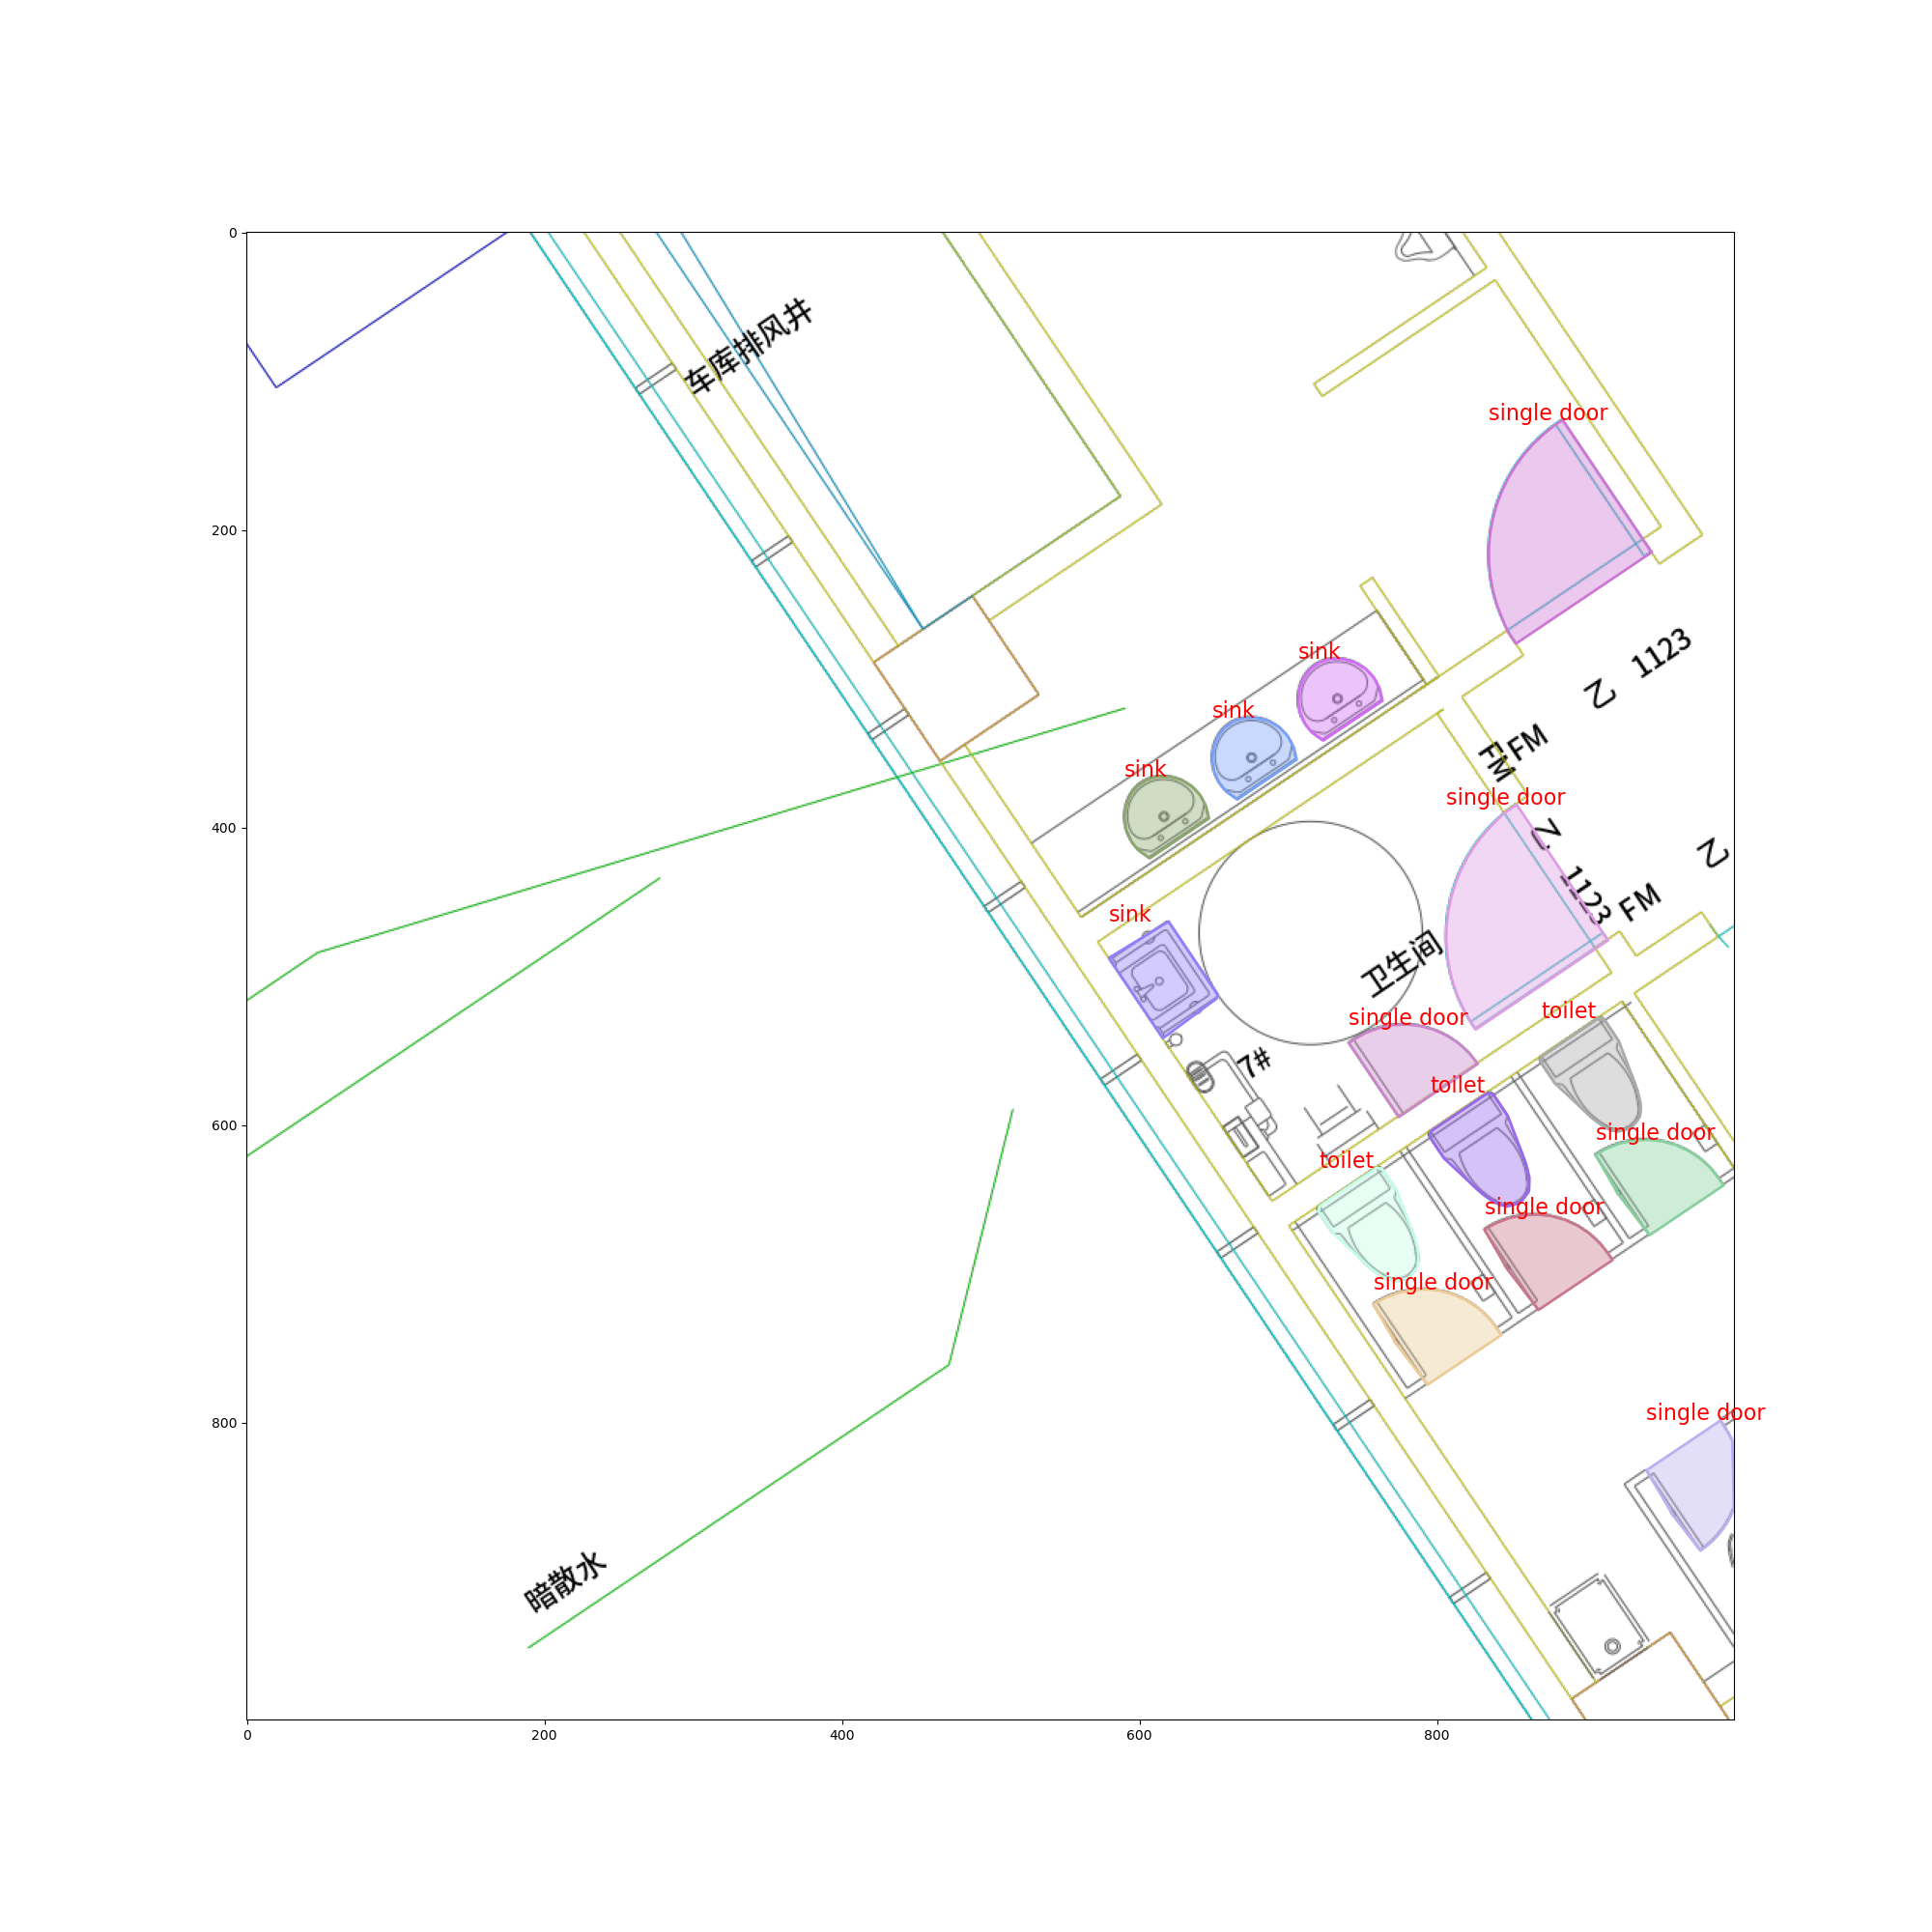 0
车库排风井
200
single door
1123
乙
sink
sink
sink
FM
FM
single door
400
乙
乙
1123
FM
sink
卫生间
single door
toilet
7#
toilet
600
single door
toilet
single door
single door
800
single door
暗散水
0
200
400
600
800